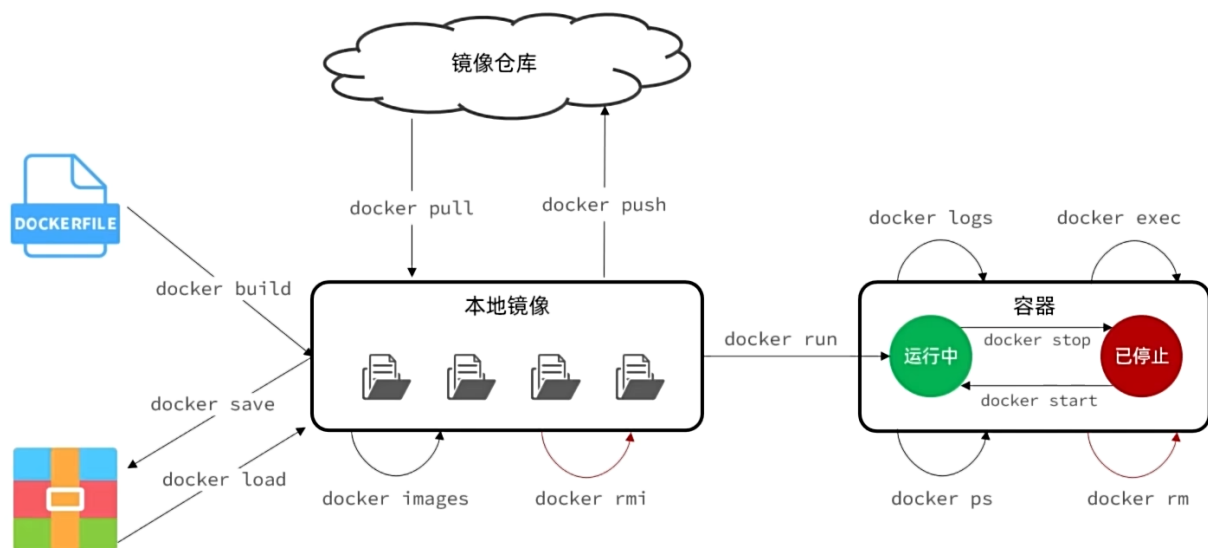 镜像仓库
docker pull
docker push
DOCKERFILE
docker logs
docker exec
docker build
本地镜像
容器
docker run
运行中
docker stop
已停止
docker save
docker start
docker load
docker images
docker rmi
docker ps
docker rm